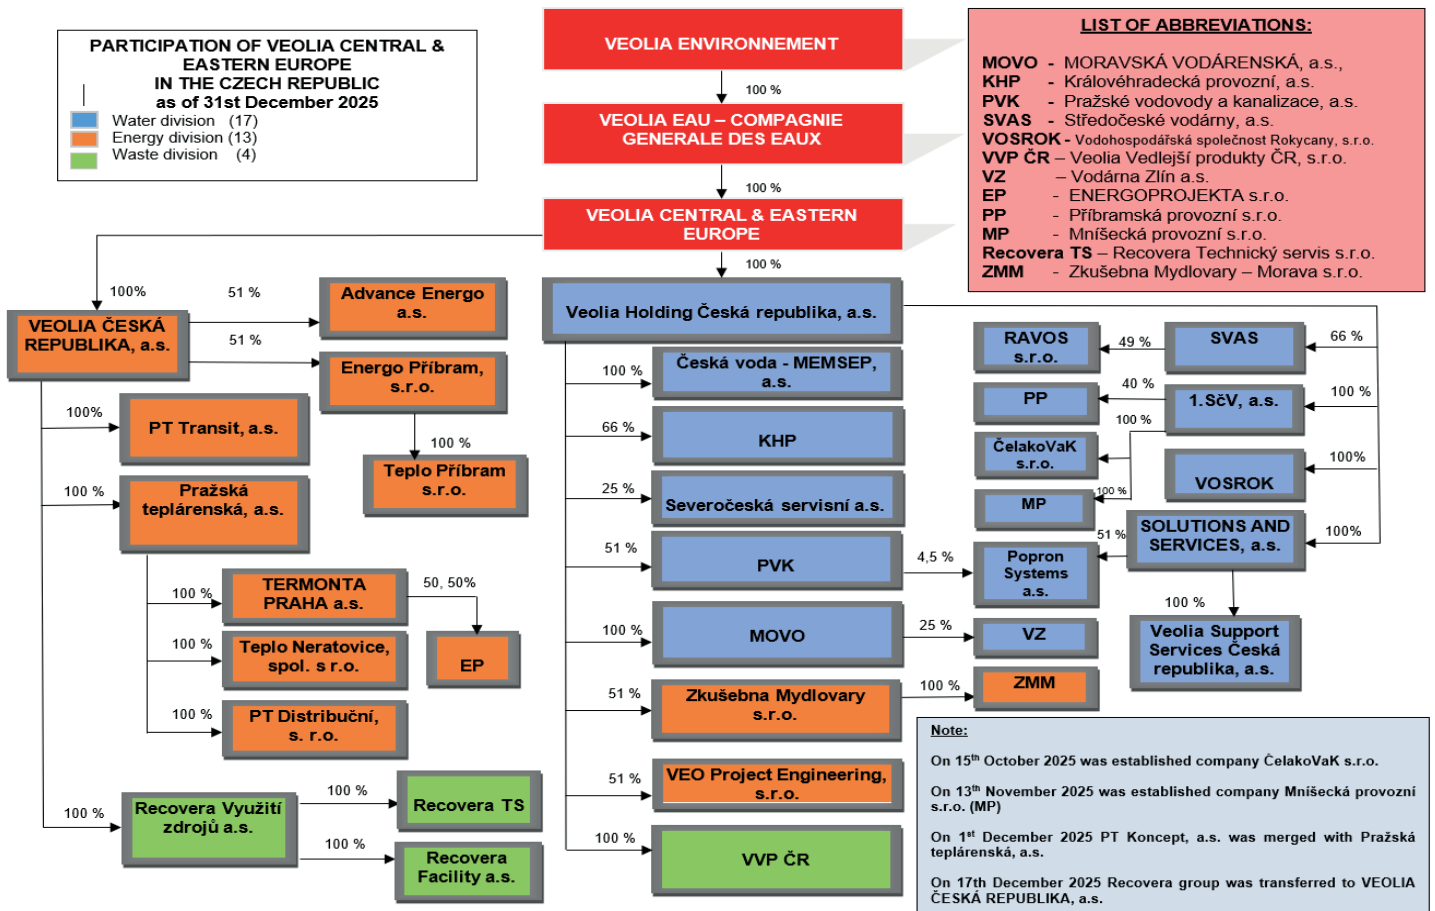 PARTICIPATION OF VEOLIA CENTRAL &
EASTERN EUROPE
IN THE CZECH REPUBLIC
as of 31st December 2025
Water division (17)
Energy division (13)
Waste division (4)
VEOLIA ENVIRONNEMENT
100 %
VEOLIA EAU – COMPAGNIE
GENERALE DES EAUX
100 %
VEOLIA CENTRAL & EASTERN
EUROPE
100 %
LIST OF ABBREVIATIONS:
MOVO - MORAVSKÁ VODÁRENSKÁ, a.s.,
KHP - Královéhradecká provozní, a.s.
PVK - Pražské vodovody a kanalizace, a.s.
SVAS - Středočeské vodárny, a.s.
VOSROK - Vodohospodářská společnost Rokycany, s.r.o.
VVP ČR – Veolia Vedlejší produkty ČR, s.r.o.
VZ – Vodárna Zlín a.s.
EP - ENERGOPROJEKTA s.r.o.
PP - Příbramská provozní s.r.o.
MP - Mníšecká provozní s.r.o.
Recovera TS – Recovera Technický servis s.r.o.
ZMM - Zkušebna Mydlovary – Morava s.r.o.
100%
VEOLIA ČESKÁ
REPUBLIKA, a.s.
51 %
Advance Energo
a.s.
51 %
Energo Příbram,
s.r.o.
100 %
Teplo Příbram
s.r.o.
100%
PT Transit, a.s.
100 %
Pražská
teplárenská, a.s.
100 %
TERMONTA
PRAHA a.s.
50, 50%
EP
100 %
Teplo Neratovice,
spol. s r.o.
100 %
PT Distribuční,
s. r.o.
Recovera Využití
zdrojů a.s.
100 %
100 %
Recovera TS
100 %
Recovera
Facility a.s.
Veolia Holding Česká republika, a.s.
100 %
Česká voda - MEMSEP,
a.s.
66 %
KHP
25 %
Severočeská servisní a.s.
51 %
PVK
4,5 %
Popron
Systems
a.s.
100 %
MOVO
25 %
VZ
51 %
Zkušebna Mydlovary
s.r.o.
100 %
ZMM
51 %
VEO Project Engineering,
s.r.o.
100 %
VVP ČR
RAVOS
s.r.o.
49 %
SVAS
66 %
PP
40 %
1.SčV, a.s.
100 %
ČelakoVaK
s.r.o.
100 %
MP
100 %
VOSROK
100%
SOLUTIONS AND
SERVICES, a.s.
51 %
100%
100 %
Veolia Support
Services Česká
republika, a.s.
Note:
On 15th October 2025 was established company ČelakoVaK s.r.o.
On 13th November 2025 was established company Mníšecká provozní
s.r.o. (MP)
On 1st December 2025 PT Koncept, a.s. was merged with Pražská
teplárenská, a.s.
On 17th December 2025 Recovera group was transferred to VEOLIA
ČESKÁ REPUBLIKA, a.s.